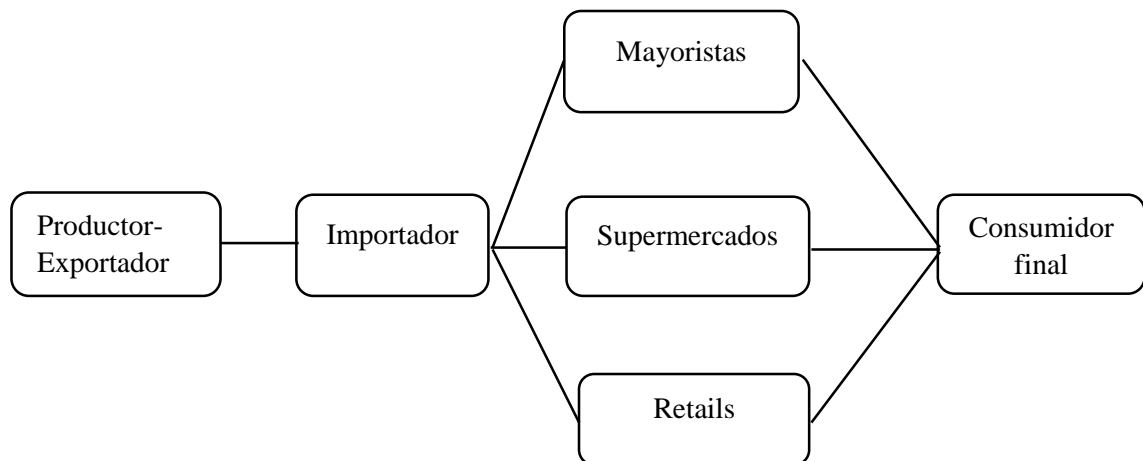 Mayoristas
Productor-
Exportador
Importador
Supermercados
Consumidor
final
Retails